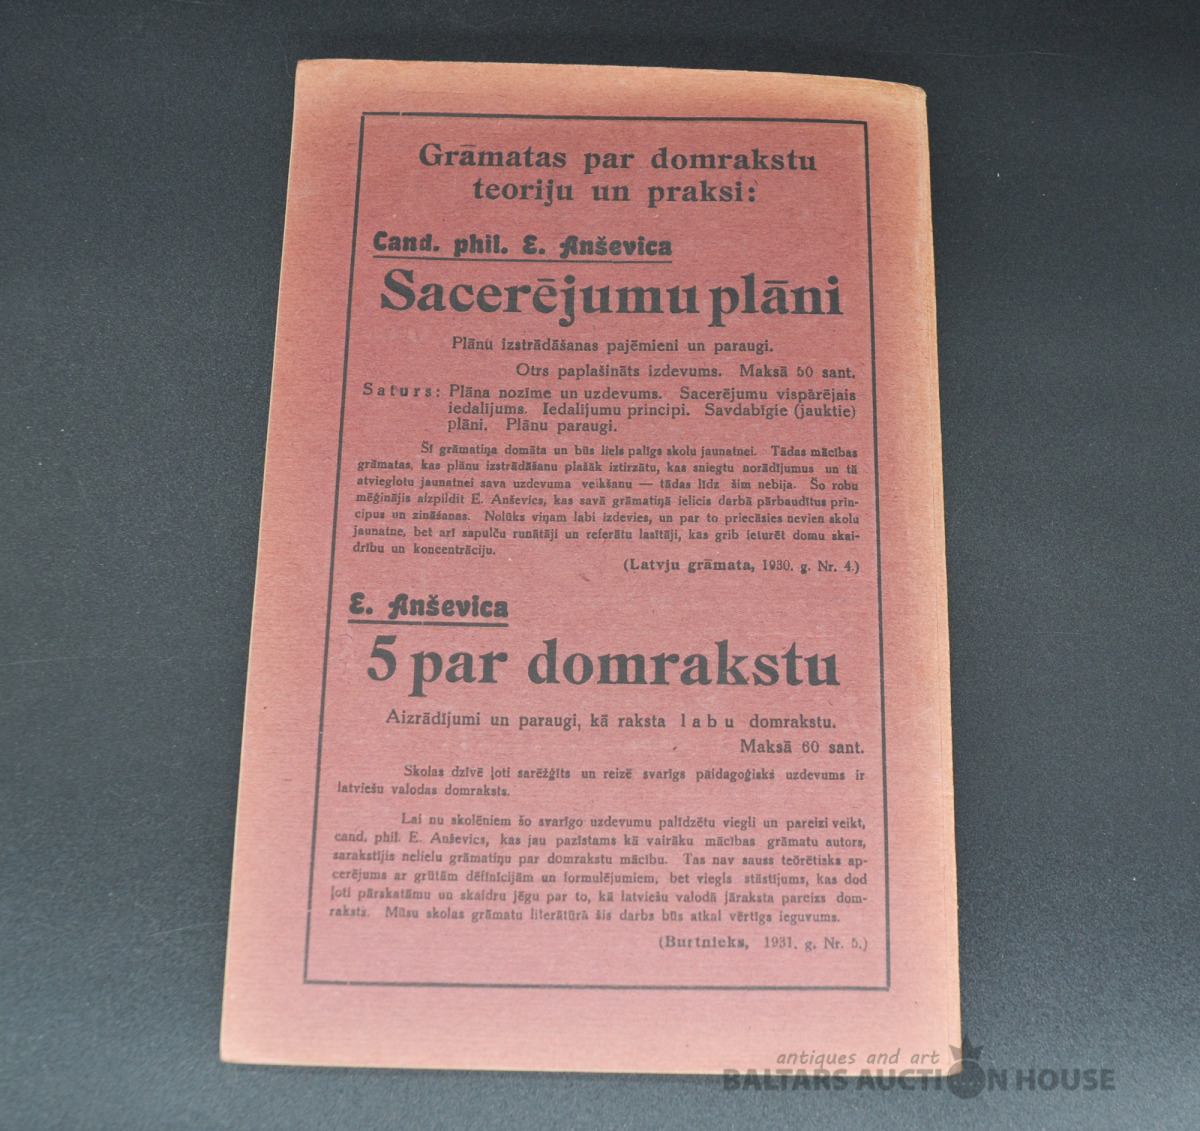 Grāmatas par domrakstu
teoriju un praksi:
Cand. phil. E. Anševica
Sacerējumu plāni
Plānu izstrādāšanas paņēmieni un paraugi.
Otrs paplašināts izdevums. Maksā 50 sant.
Saturs: Plāna nozīme un uzdevums. Sacerējumu vispārējais
iedalījums. Iedalījumu principi. Savdabīgie (jauktie)
plāni. Plānu paraugi.
Šī grāmatiņa domāta un būs liels palīgs skolu jaunatnei. Tādas mācības
grāmatas, kas plānu izstrādāšanu plašāk iztirzātu, kas sniegtu norādījumus un tā
atvieglotu jaunatnei sava uzdevuma veikšanu — tādas līdz šim nebija. Šo robu
mēģinājis aizpildīt E. Anševics, kas savā grāmatiņā ielicis darbā pārbaudītus prin-
cipus un zināšanas. Nolūks viņam labi izdevies, un par to priecāsies nevien skolu
jaunatne, bet arī sapulču runātāji un referātu lasītāji, kas grib ieturēt domu skai-
drību un koncentrāciju.
(Latvju grāmata, 1930. g. Nr. 4.)
E. Anševica
5 par domrakstu
Aizrādījumi un paraugi, kā raksta labu domrakstu.
Maksā 60 sant.
Skolas dzīvē ļoti sarežģīts un reizē svarīgs paidagoģisks uzdevums ir
latviešu valodas domraksts.
Lai nu skolēniem šo svarīgo uzdevumu palīdzētu viegli un pareizi veikt,
cand. phil. E. Anševics, kas jau pazīstams kā vairāku mācības grāmatu autors,
sarakstījis nelielu grāmatiņu par domrakstu mācību. Tas nav sauss teōrētisks ap-
cerējums ar grūtām dēfinīcijām un formulējumiem, bet viegls stāstījums, kas dod
ļoti pārskatāmu un skaidru jēgu par to, kā latviešu valodā jāraksta pareizs dom-
raksts. Mūsu skolas grāmatu literātūrā šis darbs būs atkal vērtīgs ieguvums.
(Burtnieks, 1931. g. Nr. 5.)
antiques and art
BALTARS AUCTION HOUSE